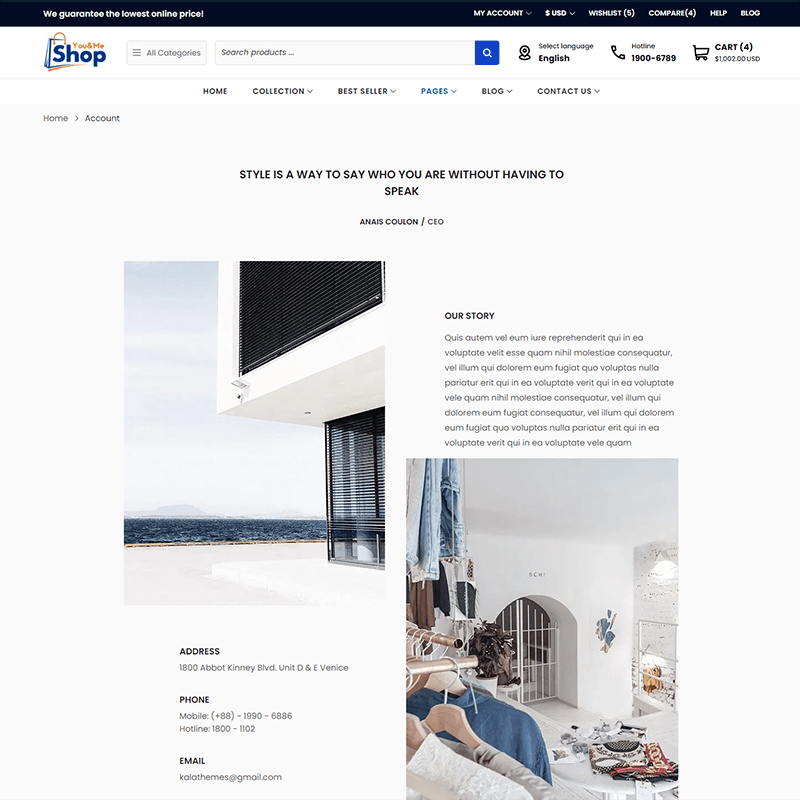 We guarantee the lowest online price!
MY ACCOUNT
$ USD
WISHLIST (5)
COMPARE(4)
HELP
BLOG
You&Me
Shop
All Categories
Search products ...
Select language
English
Hotline
1900-6789
CART (4)
$1,002.00 USD
HOME
COLLECTION
BEST SELLER
PAGES
BLOG
CONTACT US
Home > Account
STYLE IS A WAY TO SAY WHO YOU ARE WITHOUT HAVING TO
SPEAK
ANAIS COULON / CEO
OUR STORY
Quis autem vel eum iure reprehenderit qui in ea
voluptate velit esse quam nihil molestiae consequatur,
vel illum qui dolorem eum fugiat quo voluptas nulla
pariatur erit qui in ea voluptate verit qui in ea voluptate
vele quam nihil molestiae consequatur, vel illum qui
dolorem eum fugiat consequatur, vel illum qui dolorem
eum fugiat quo voluptas nulla pariatur erit qui in ea
voluptate verit qui in ea voluptate vele quam
SCHI
ADDRESS
1800 Abbot Kinney Blvd. Unit D & E Venice
PHONE
Mobile: (+88) - 1990 - 6886
Hotline: 1800 - 1102
EMAIL
kalathemes@gmail.com